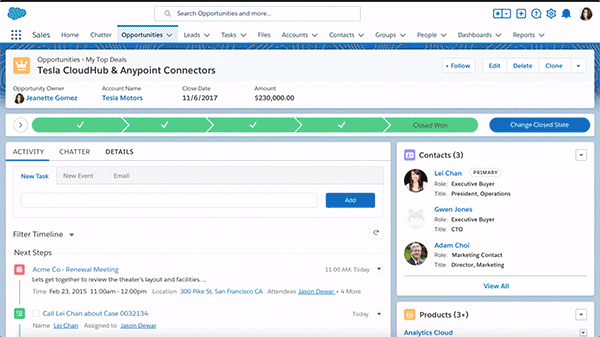 Search Opportunities and more...
Sales Home Chatter Opportunities Leads Tasks Files Accounts Contacts Groups People Dashboards Reports
Opportunities • My Top Deals
Tesla CloudHub & Anypoint Connectors
+ Follow Edit Delete Clone
Opportunity Owner Account Name Close Date Amount
Jeanette Gomez Tesla Motors 11/6/2017 $230,000.00
Closed Won Change Closed State
ACTIVITY CHATTER DETAILS
New Task New Event Email
Add
Filter Timeline
Next Steps
Acme Co - Renewal Meeting 11:00 AM, Today
Lets get together to review the theater's layout and facilities....
Time Feb 23, 2015 11:00am - 12:00pm Location 300 Pike St, San Francisco CA Attendees Jason Dewar + 4 More
Call Lei Chan about Case 0032134 Today
Name Lei Chan Assigned to Jason Dewar
Contacts (3)
Lei Chan PRIMARY
Role: Executive Buyer
Title: President, Operations
Gwen Jones
Role: Executive Buyer
Title: CTO
Adam Choi
Role: Marketing Contact
Title: Director, Marketing
View All
Products (3+)
Analytics Cloud